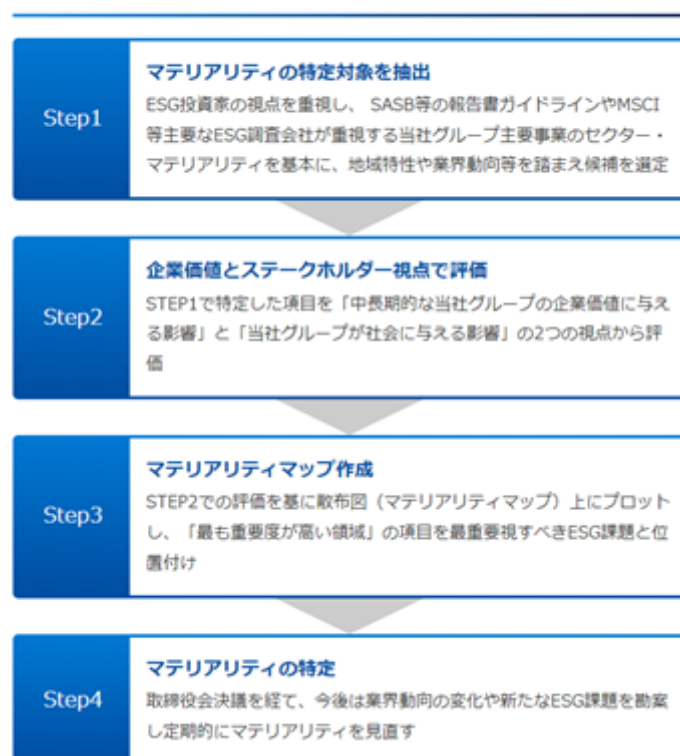 Step1
マテリアリティの特定対象を抽出
ESG投資家の視点を重視し、 SASB等の報告書ガイドラインやMSCI
等主要なESG調査会社が重視する当社グループ主要事業のセクター・
マテリアリティを基本に、地域特性や業界動向等を踏まえ候補を選定
Step2
企業価値とステークホルダー視点で評価
STEP1で特定した項目を「中長期的な当社グループの企業価値に与え
る影響」と「当社グループが社会に与える影響」の2つの視点から評
価
Step3
マテリアリティマップ作成
STEP2での評価を基に散布図（マテリアリティマップ）上にプロット
し、「最も重要度が高い領域」の項目を最重要視すべきESG課題と位
置付け
Step4
マテリアリティの特定
取締役会決議を経て、今後は業界動向の変化や新たなESG課題を勘案
し定期的にマテリアリティを見直す